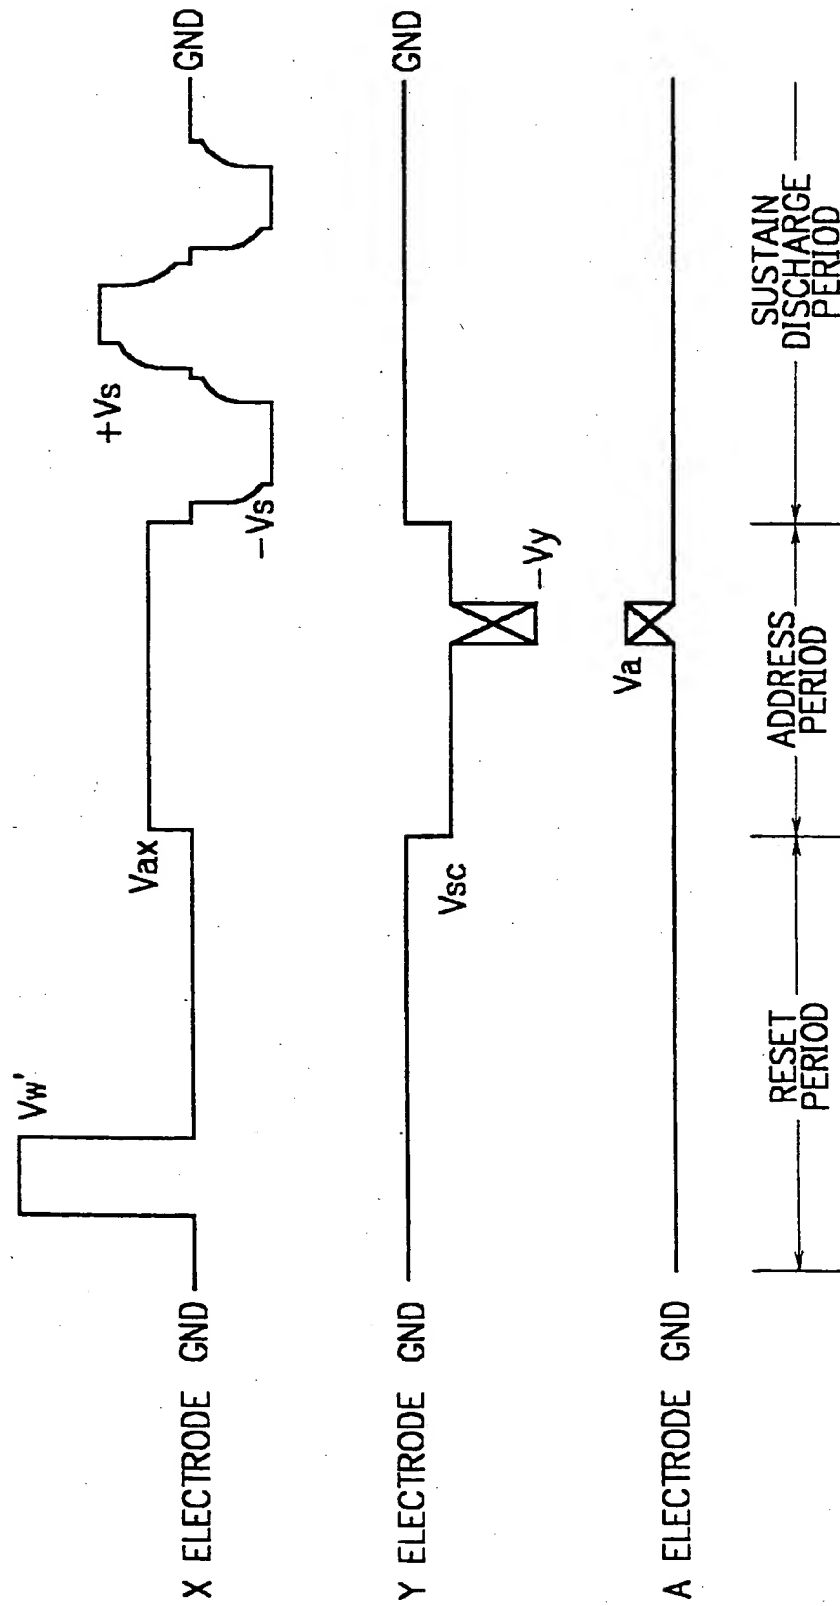 X ELECTRODE GND
Vw'
Vax
−Vs
+Vs
GND
Y ELECTRODE GND
Vsc
−Vy
GND
A ELECTRODE GND
Va
RESET
PERIOD
ADDRESS
PERIOD
SUSTAIN
DISCHARGE
PERIOD